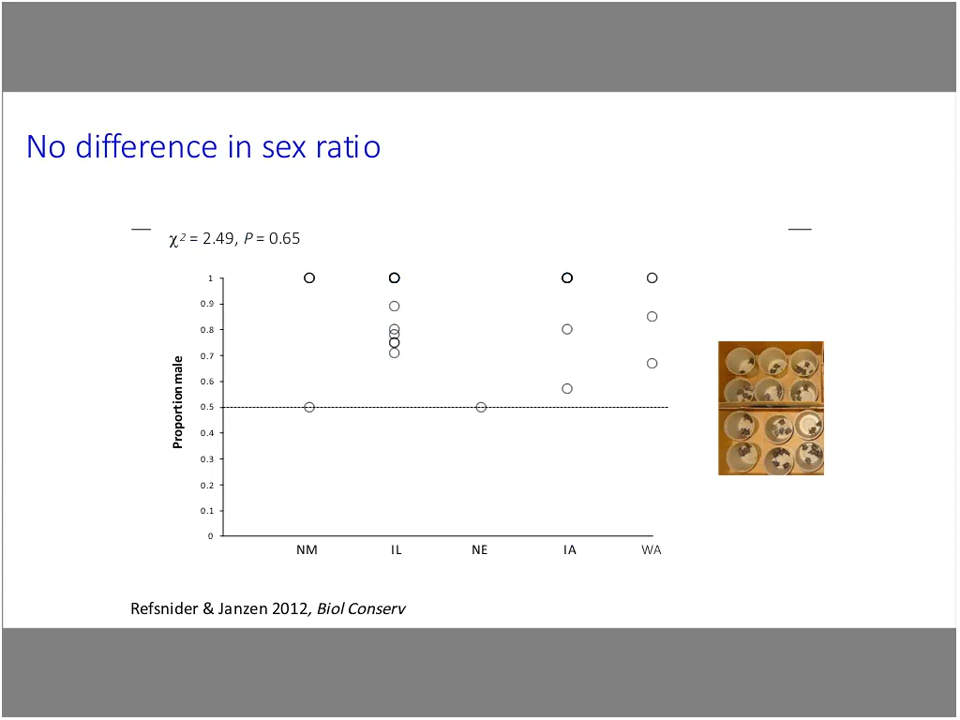 No difference in sex ratio
χ2 = 2.49, P = 0.65
1
0.9
0.8
0.7
0.6
0.5
0.4
0.3
0.2
0.1
0
Proportion male
NM IL NE IA WA
Refsnider & Janzen 2012, Biol Conserv